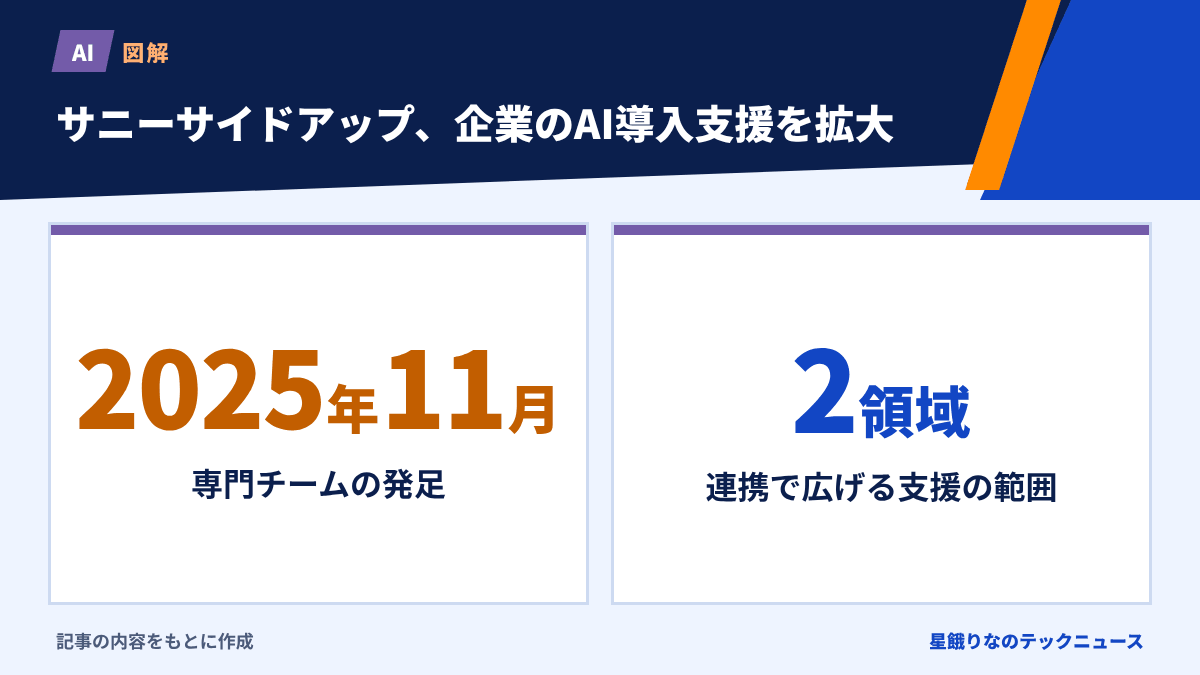 AI 図解
サニーサイドアップ、企業のAI導入支援を拡大
2025年11月
専門チームの発足
2領域
連携で広げる支援の範囲
記事の内容をもとに作成
星餓りなのテックニュース